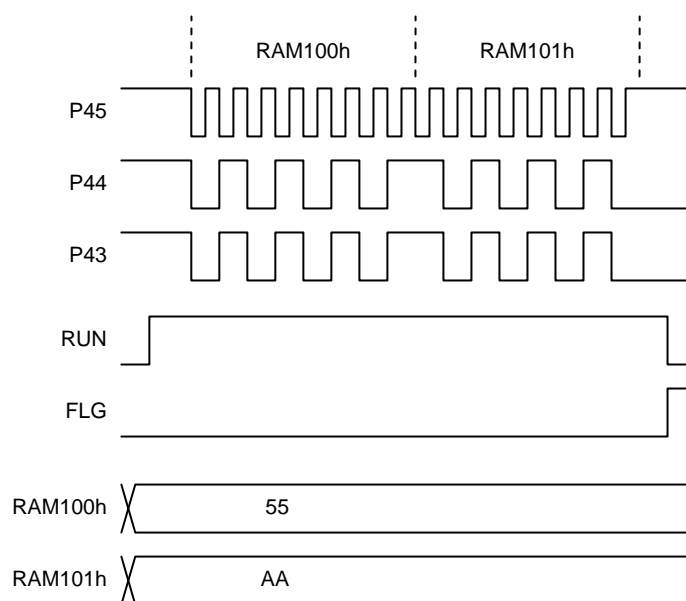 RAM100h RAM101h
P45
P44
P43
RUN
FLG
RAM100h 55
RAM101h AA